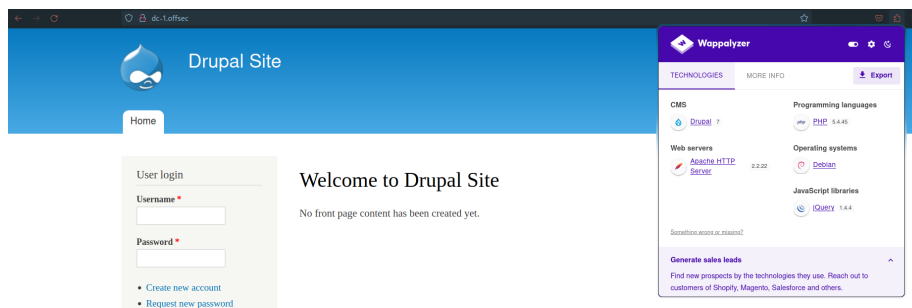 dc-1.offsec
Drupal Site
Home
User login
Username *
Password *
Create new account
Request new password
Welcome to Drupal Site
No front page content has been created yet.
Wappalyzer
TECHNOLOGIES
MORE INFO
Export
CMS
Drupal 7
Web servers
Apache HTTP
Server
2.2.22
Programming languages
php
PHP 5.4.45
Operating systems
Debian
JavaScript libraries
jQuery 1.4.4
Something wrong or missing?
Generate sales leads
Find new prospects by the technologies they use. Reach out to
customers of Shopify, Magento, Salesforce and others.